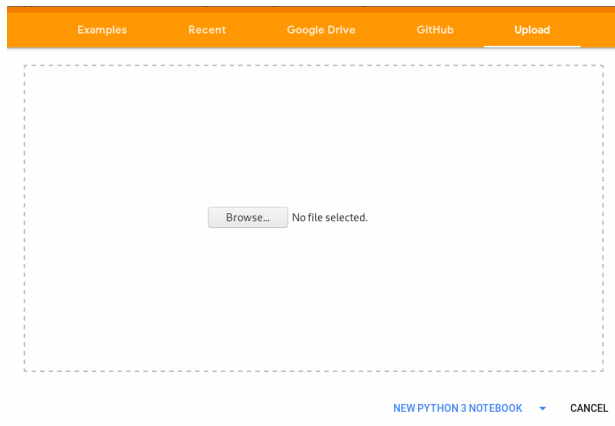 Examples Recent Google Drive GitHub Upload
Browse... No file selected.
NEW PYTHON 3 NOTEBOOK CANCEL